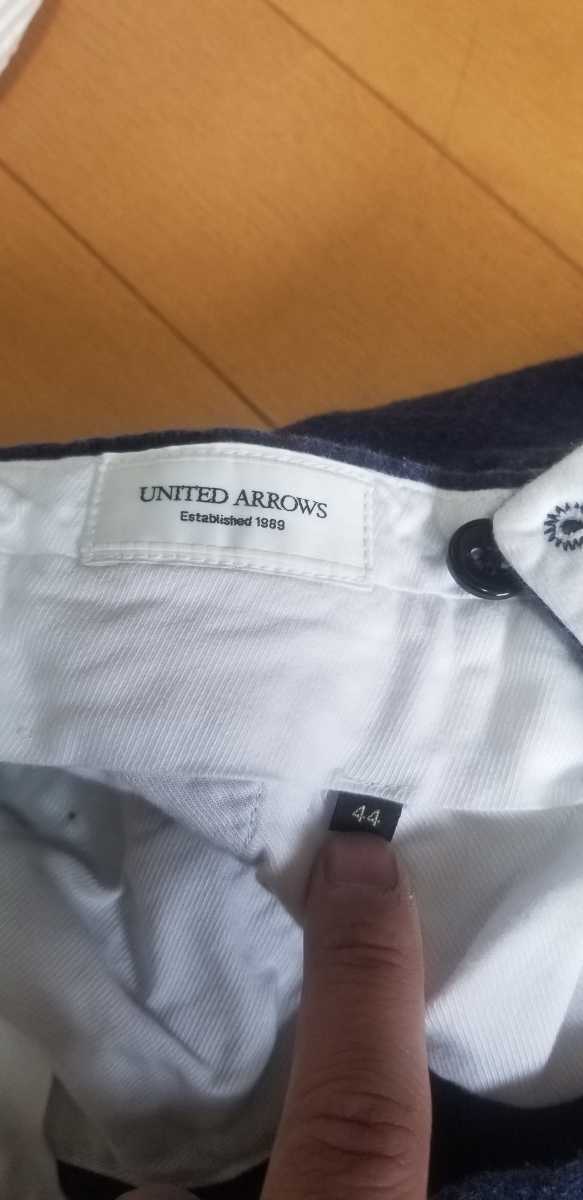 UNITED ARROWS
Established 1989
44